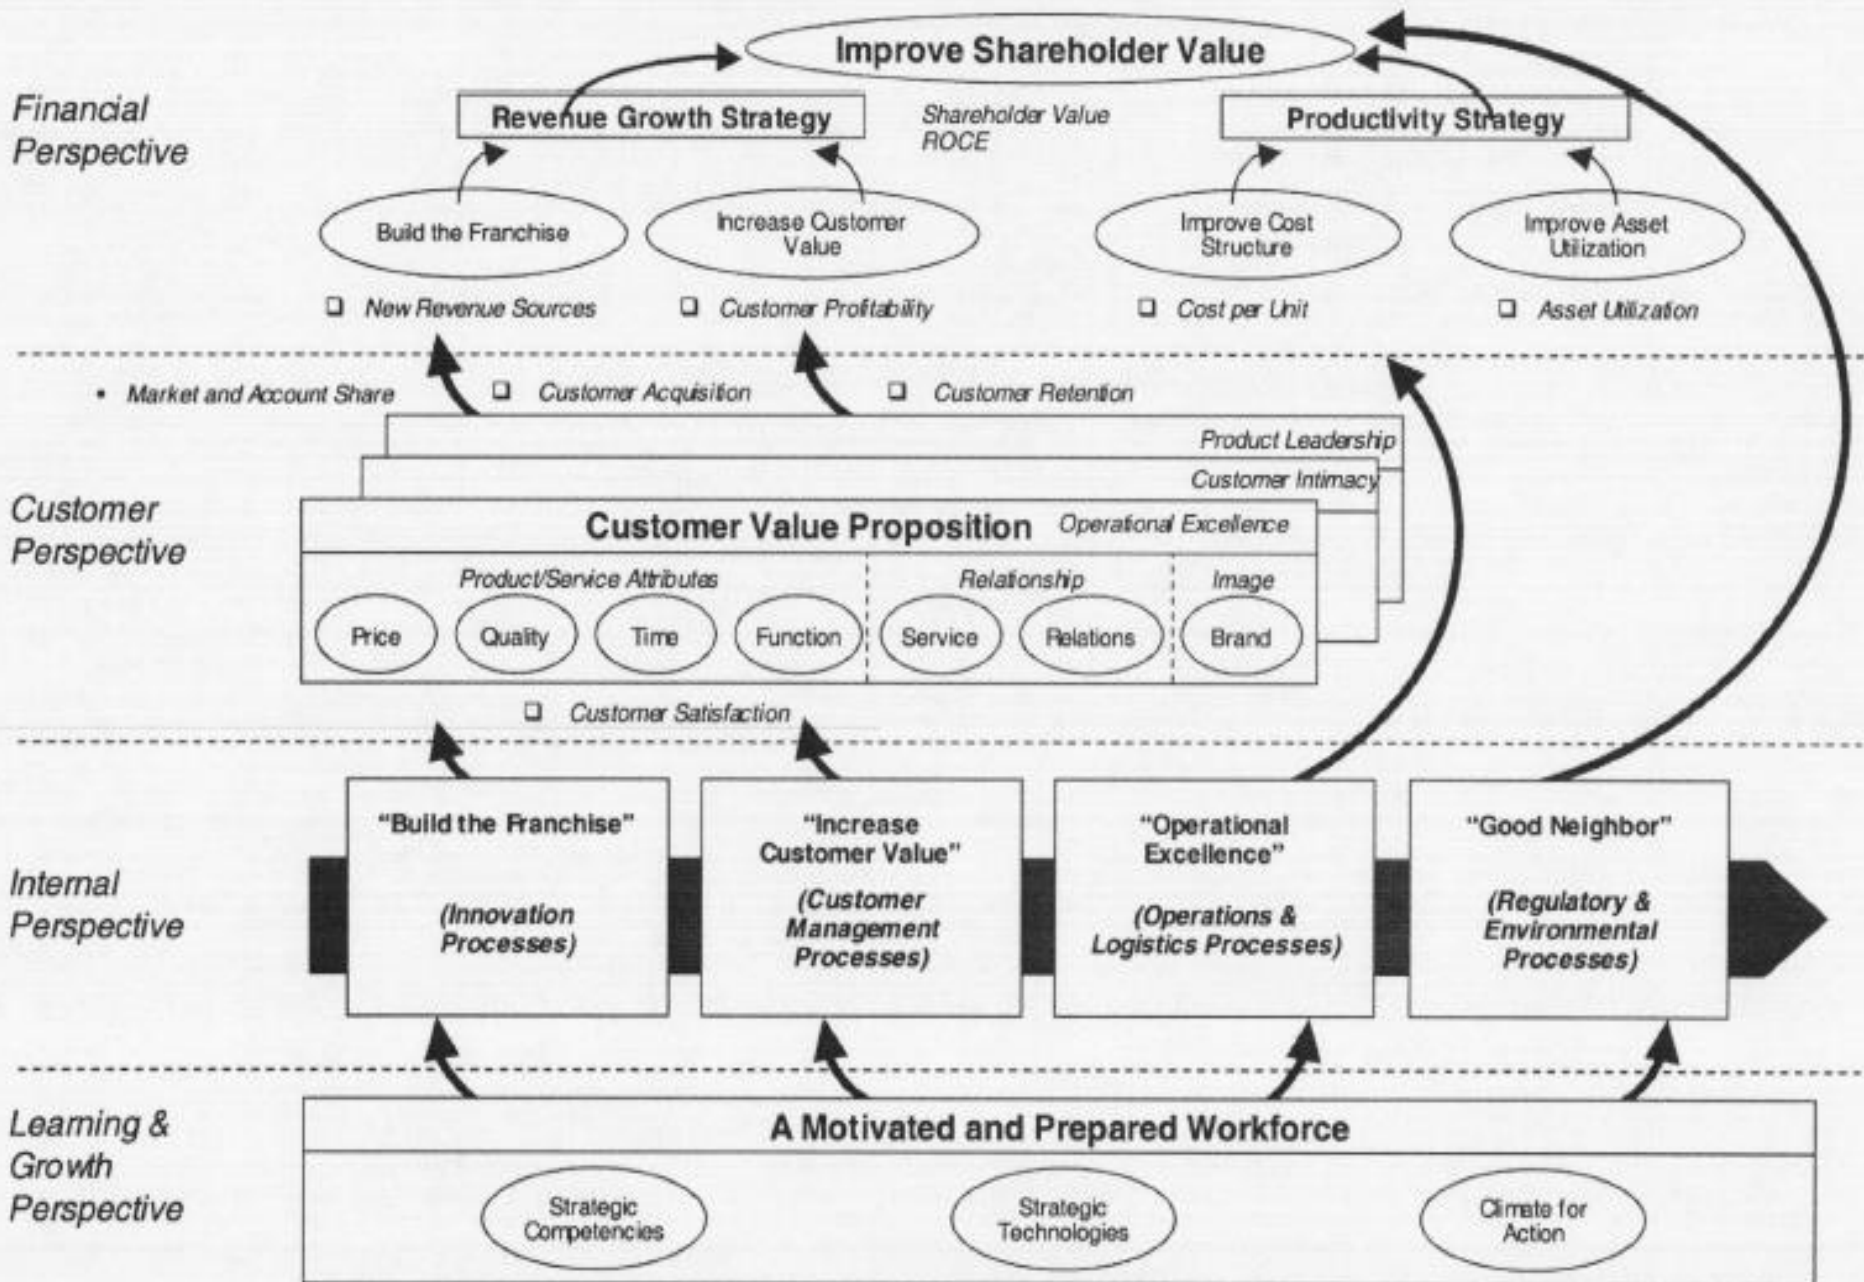 Improve Shareholder Value
Financial
Perspective
Revenue Growth Strategy
Shareholder Value
ROCE
Productivity Strategy
Build the Franchise
Increase Customer
Value
Improve Cost
Structure
Improve Asset
Utilization
❑ New Revenue Sources
❑ Customer Profitability
❑ Cost per Unit
❑ Asset Utilization
• Market and Account Share
❑ Customer Acquisition
❑ Customer Retention
Product Leadership
Customer Intimacy
Customer
Perspective
Customer Value Proposition
Operational Excellence
Product/Service Attributes
Relationship
Image
Price
Quality
Time
Function
Service
Relations
Brand
❑ Customer Satisfaction
Internal
Perspective
"Build the Franchise"
(Innovation
Processes)
"Increase
Customer Value"
(Customer
Management
Processes)
"Operational
Excellence"
(Operations &
Logistics Processes)
"Good Neighbor"
(Regulatory &
Environmental
Processes)
Learning &
Growth
Perspective
A Motivated and Prepared Workforce
Strategic
Competencies
Strategic
Technologies
Climate for
Action